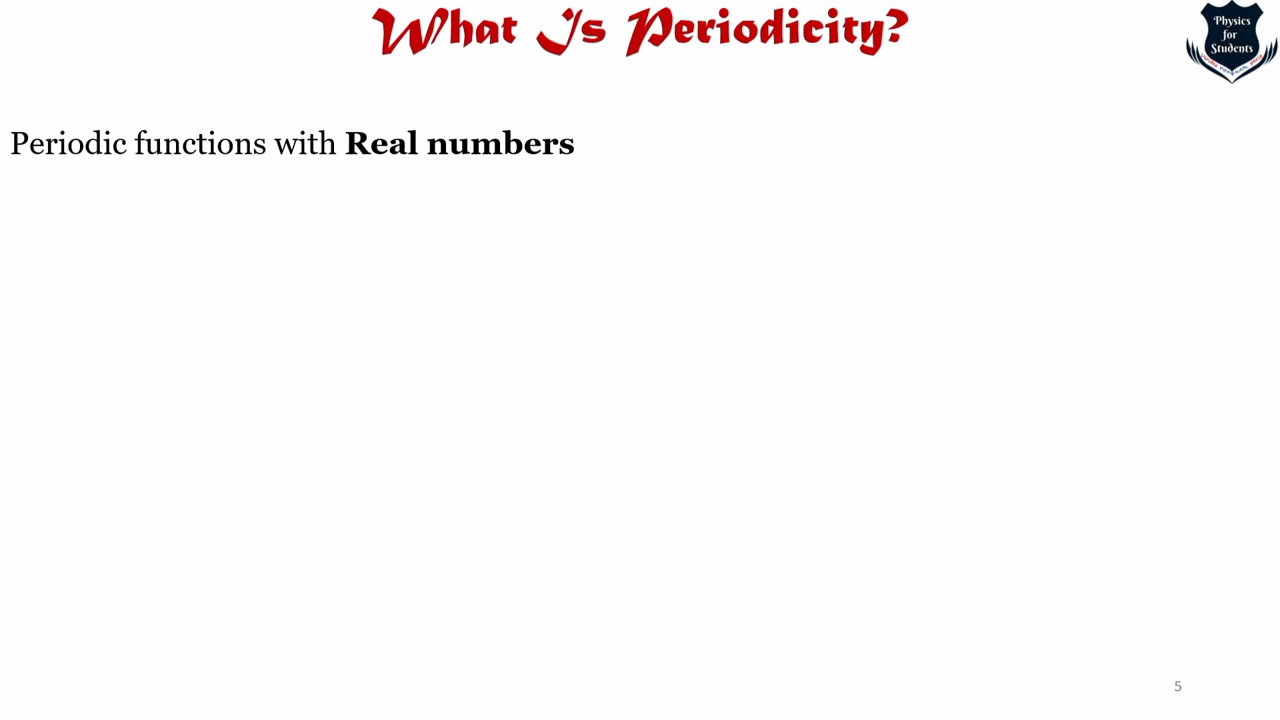 What Is Periodicity?
Physics
for
Students
Periodic functions with Real numbers
5